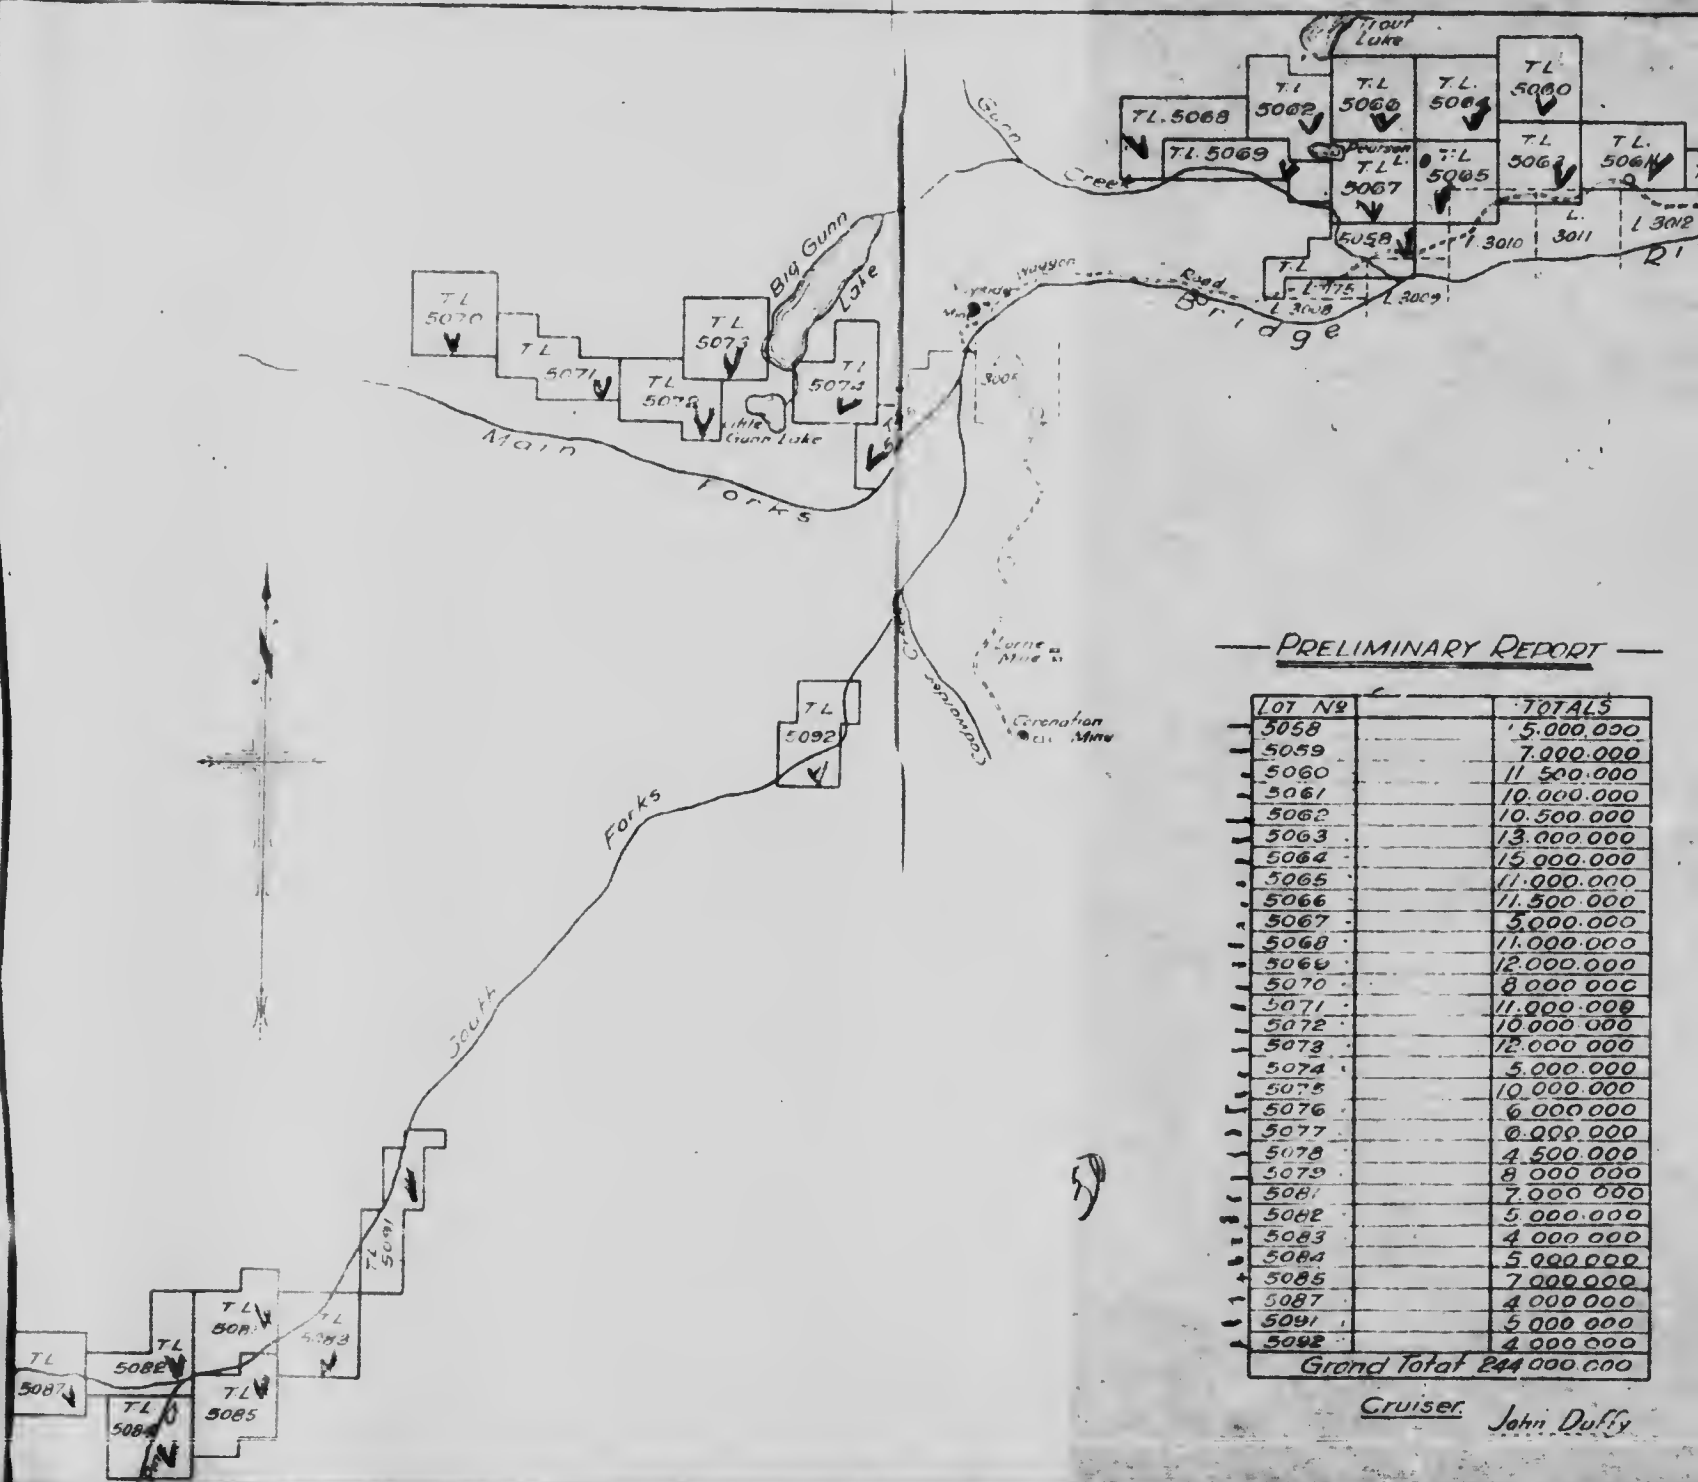 Trout
Lake
T.L.
5060
T.L
5062
T.L
5066
T.L.
5064
T.L. 5068
T.L. 5069
Pearson
L.
T.L
5067
T.L
5065
T.L
5063
T.L.
5061
5058
T.L
L. 3010
L.
3011
L 3012
L. 175
L 3008
L 3009
Gunn
Creek
Big Gunn
Lake
Waggon
Road
Bridge
Ri
T L
5070
T L
5071
T L
5072
T L
5073
T L
5074
Little
Gunn Lake
3005
Main
Forks
Lorne
Mine
Coronation
Mine
Cadwalder
Creek
T L
5092
Forks
South
TL
5091
TL
5081
T L
5083
TL
5082
TL
5087
T.L
5085
T L
5084
PRELIMINARY REPORT
LOT Nº TOTALS
5058 5.000.000
5059 7.000.000
5060 11 500.000
5061 10.000.000
5062 10.500.000
5063 13.000.000
5064 15.000.000
5065 11.000.000
5066 11.500.000
5067 5.000.000
5068 11.000.000
5069 12.000.000
5070 8 000 000
5071 11.000.000
5072 10.000 000
5073 12.000 000
5074 5.000.000
5075 10 000.000
5076 6 000 000
5077 6.000 000
5078 4 500.000
5079 8 000 000
5081 7.000 000
5082 5 000.000
5083 4 000 000
5084 5 000.000
5085 7 000 000
5087 4 000 000
5091 5 000 000
5092 4 000 000
Grand Total 244 000.000
Cruiser.
John Duffy